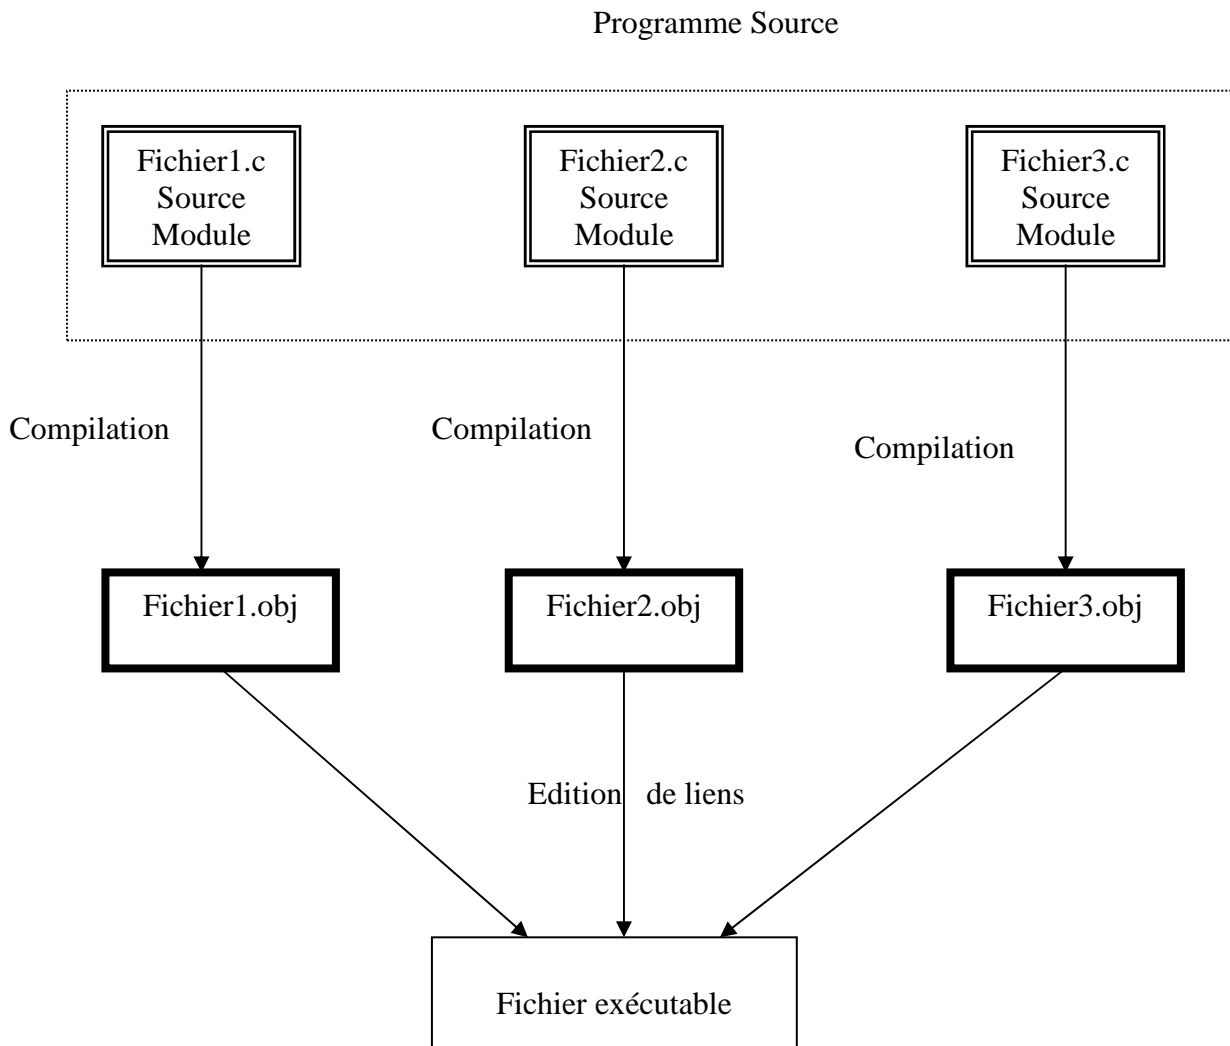 Programme Source
Fichier1.c
Source
Module
Fichier2.c
Source
Module
Fichier3.c
Source
Module
Compilation
Compilation
Compilation
Fichier1.obj
Fichier2.obj
Fichier3.obj
Edition de liens
Fichier exécutable